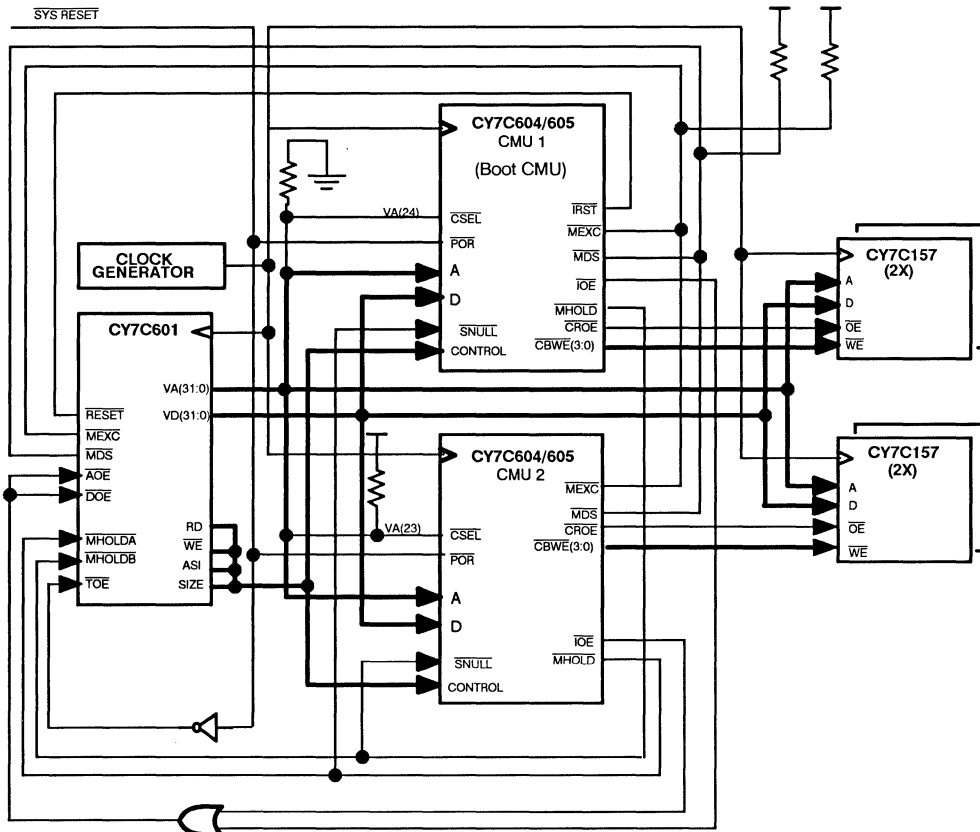 SYS RESET
CY7C604/605
CMU 1
(Boot CMU)
VA(24)
CSEL
POR
A
D
SNULL
CONTROL
IRST
MEXC
MDS
IOE
MHOLD
CROE
CBWE(3:0)
CLOCK
GENERATOR
CY7C601
VA(31:0)
VD(31:0)
RESET
MEXC
MDS
AOE
DOE
MHOLDA
MHOLDB
TOE
RD
WE
ASI
SIZE
CY7C157
(2X)
A
D
OE
WE
CY7C604/605
CMU 2
VA(23)
CSEL
POR
A
D
SNULL
CONTROL
MEXC
MDS
CROE
CBWE(3:0)
IOE
MHOLD
CY7C157
(2X)
A
D
OE
WE